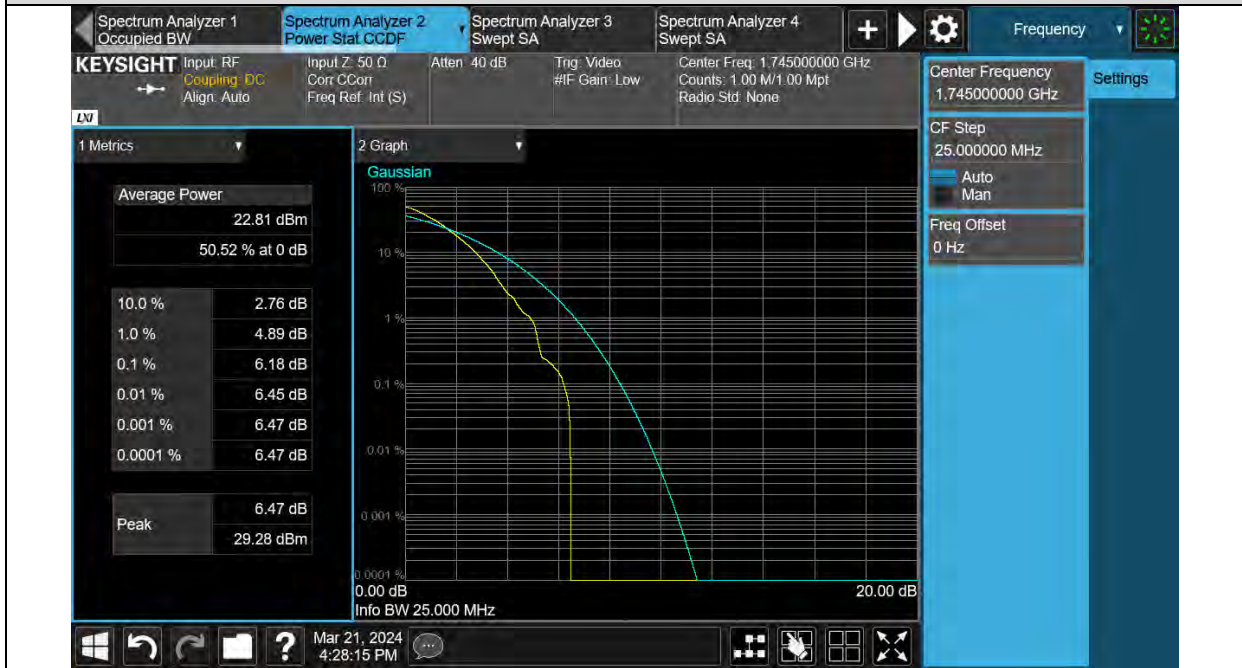 Spectrum Analyzer 1
Occupied BW
Spectrum Analyzer 2
Power Stat CCDF
Spectrum Analyzer 3
Swept SA
Spectrum Analyzer 4
Swept SA
+
Frequency
KEYSIGHT
Input: RF
Coupling: DC
Align: Auto
Input Z: 50 Ω
Corr CCorr
Freq Ref: Int (S)
Atten: 40 dB
Trig: Video
#IF Gain: Low
Center Freq: 1.745000000 GHz
Counts: 1.00 M/1.00 Mpt
Radio Std: None
LXI
Center Frequency
1.745000000 GHz
Settings
CF Step
25.000000 MHz
Auto
Man
Freq Offset
0 Hz
1 Metrics
Average Power
22.81 dBm
50.52 % at 0 dB
10.0 % 2.76 dB
1.0 % 4.89 dB
0.1 % 6.18 dB
0.01 % 6.45 dB
0.001 % 6.47 dB
0.0001 % 6.47 dB
Peak
6.47 dB
29.28 dBm
2 Graph
Gaussian
100 %
10 %
1 %
0.1 %
0.01 %
0.001 %
0.0001 %
0.00 dB
20.00 dB
Info BW 25.000 MHz
?
Mar 21, 2024
4:28:15 PM